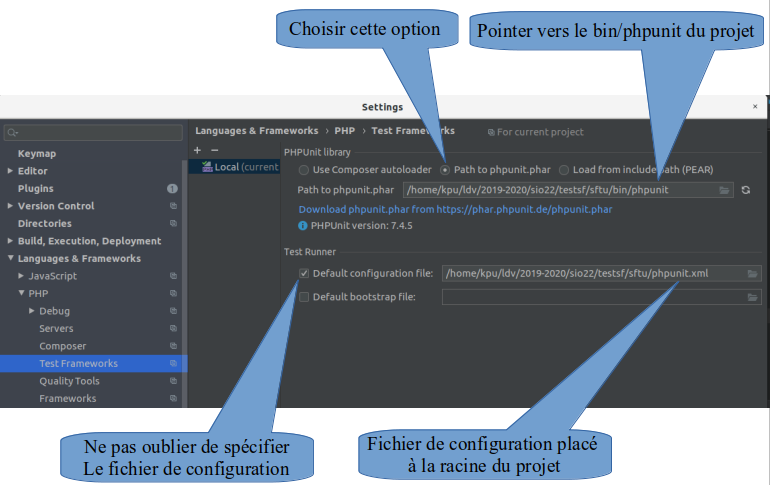 Choisir cette option
Pointer vers le bin/phpunit du projet
Settings
Languages & Frameworks › PHP › Test Frameworks
For current project
Keymap
Editor
Plugins 1
Version Control
Directories
Build, Execution, Deployment
Languages & Frameworks
JavaScript
PHP
Debug
Servers
Composer
Test Frameworks
Quality Tools
Frameworks
+ −
Local (current
PHPUnit library
Use Composer autoloader
Path to phpunit.phar
Load from include path (PEAR)
Path to phpunit.phar /home/kpu/ldv/2019-2020/sio22/testsf/sftu/bin/phpunit
Download phpunit.phar from https://phar.phpunit.de/phpunit.phar
PHPUnit version: 7.4.5
Test Runner
Default configuration file: /home/kpu/ldv/2019-2020/sio22/testsf/sftu/phpunit.xml
Default bootstrap file:
Ne pas oublier de spécifier
Le fichier de configuration
Fichier de configuration placé
à la racine du projet